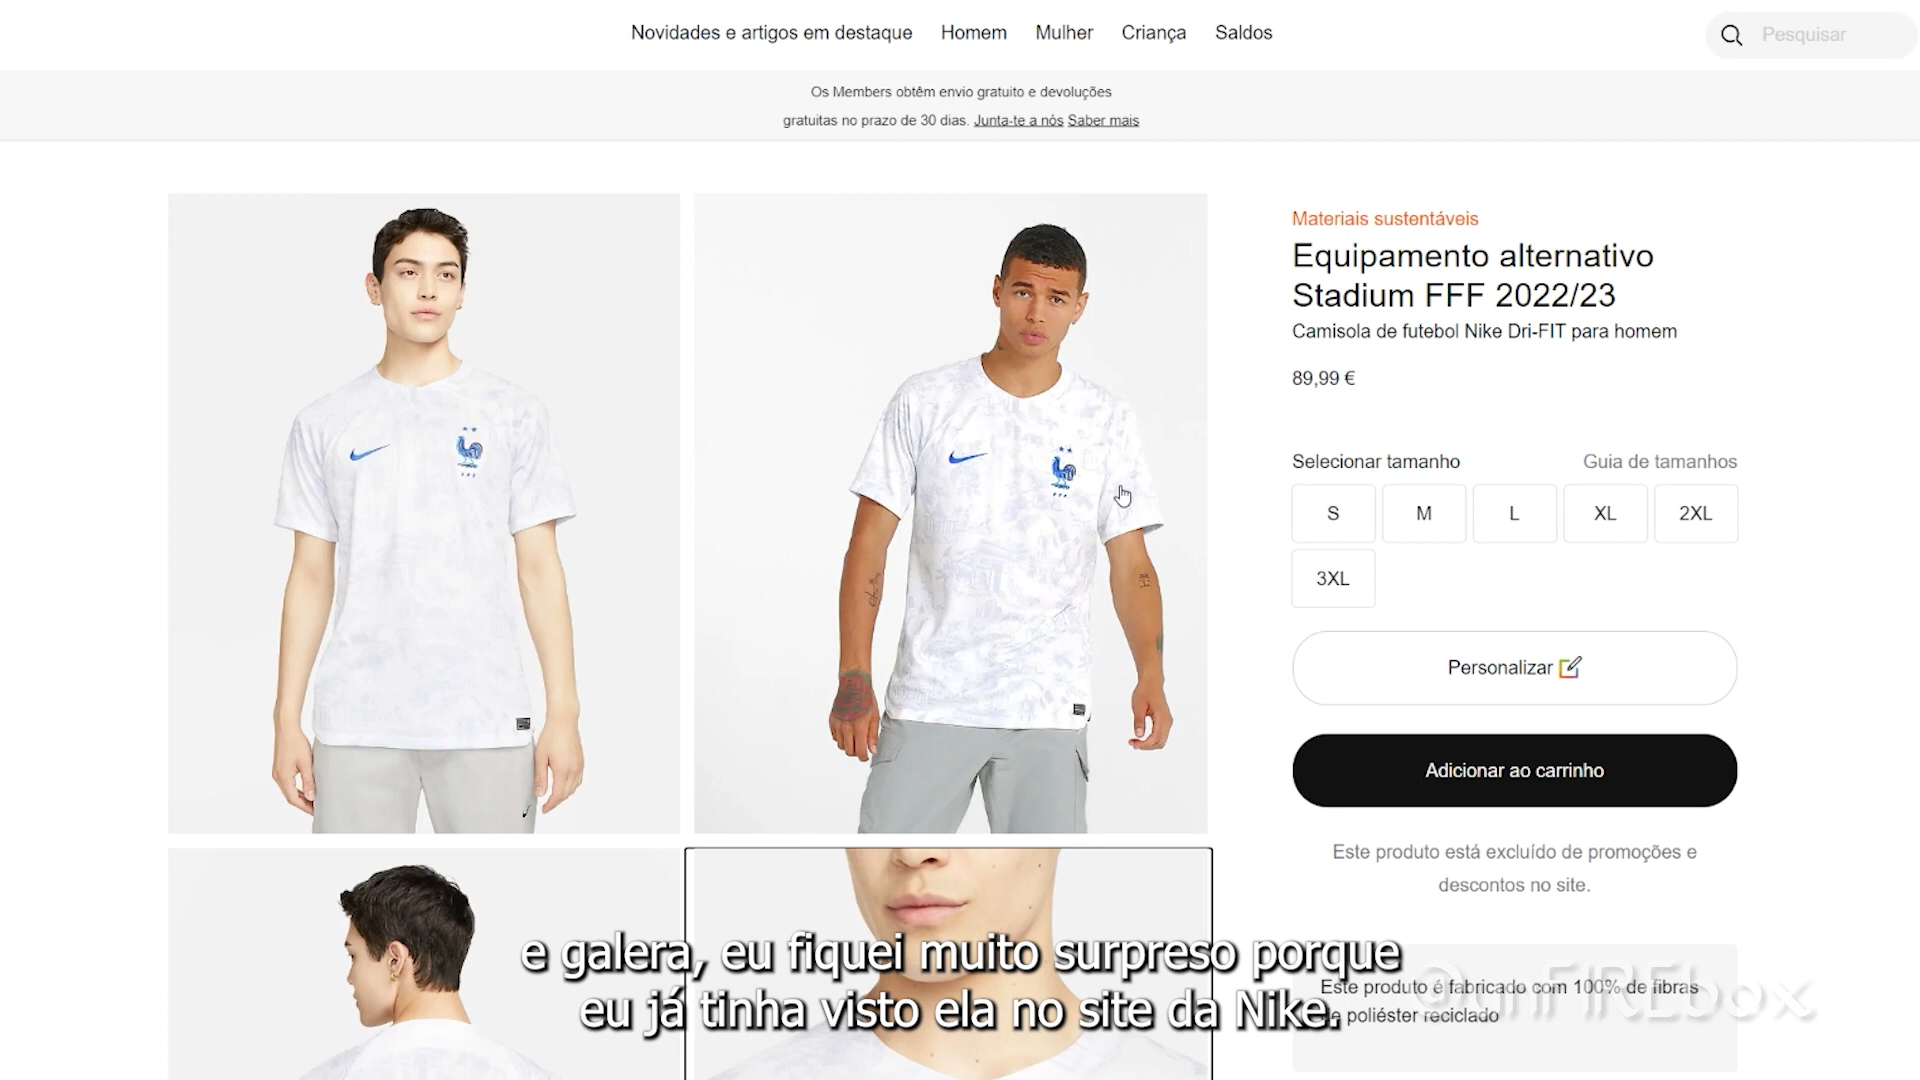 Novidades e artigos em destaque
Homem
Mulher
Criança
Saldos
Pesquisar
Os Members obtêm envio gratuito e devoluções
gratuitas no prazo de 30 dias. Junta-te a nós Saber mais
Materiais sustentáveis
Equipamento alternativo
Stadium FFF 2022/23
Camisola de futebol Nike Dri-FIT para homem
89,99 €
Selecionar tamanho
Guia de tamanhos
S
M
L
XL
2XL
3XL
Personalizar
Adicionar ao carrinho
Este produto está excluído de promoções e
descontos no site.
Este produto é fabricado com 100% de fibras
poliéster reciclado
@unFIREbox
e galera, eu fiquei muito surpreso porque
eu já tinha visto ela no site da Nike.